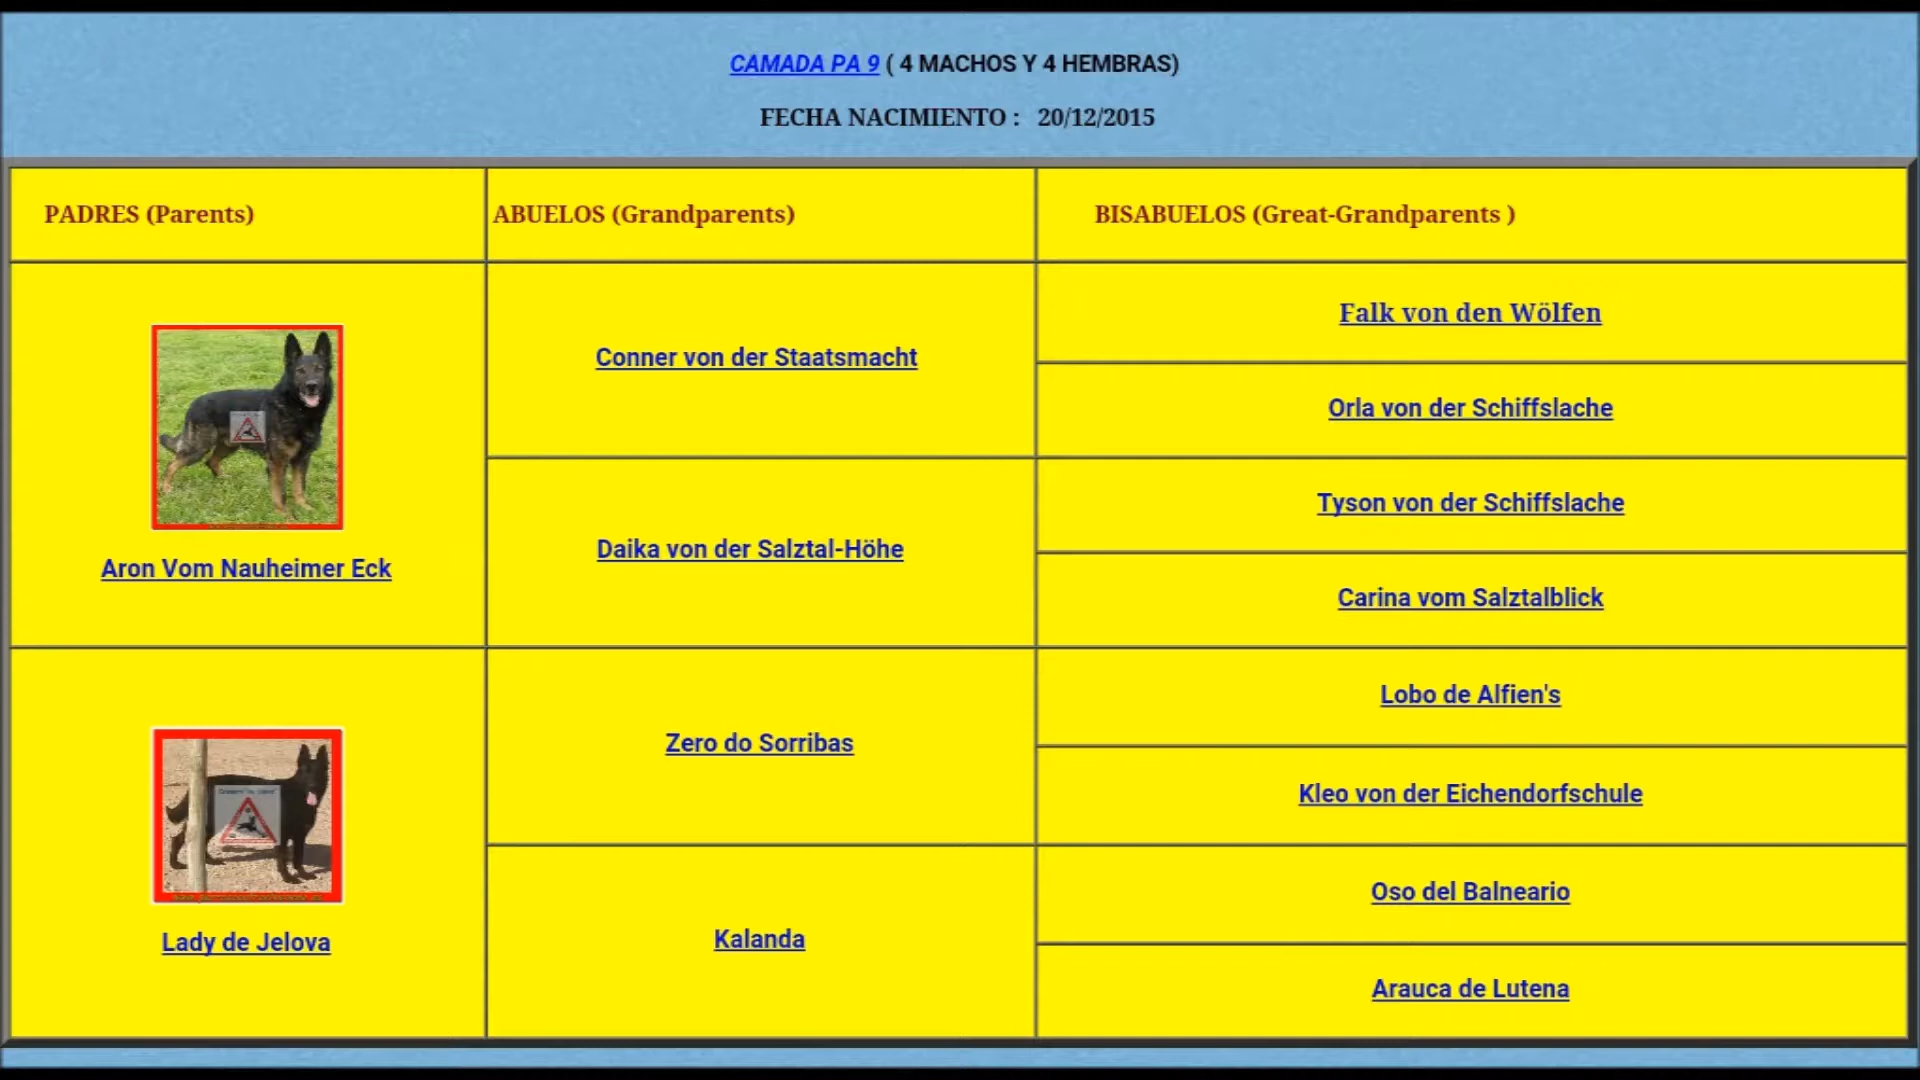 CAMADA PA 9 ( 4 MACHOS Y 4 HEMBRAS)
FECHA NACIMIENTO : 20/12/2015
PADRES (Parents)
ABUELOS (Grandparents)
BISABUELOS (Great-Grandparents )
Aron Vom Nauheimer Eck
Conner von der Staatsmacht
Falk von den Wölfen
Orla von der Schiffslache
Daika von der Salztal-Höhe
Tyson von der Schiffslache
Carina vom Salztalblick
Lady de Jelova
Zero do Sorribas
Lobo de Alfien's
Kleo von der Eichendorfschule
Kalanda
Oso del Balneario
Arauca de Lutena